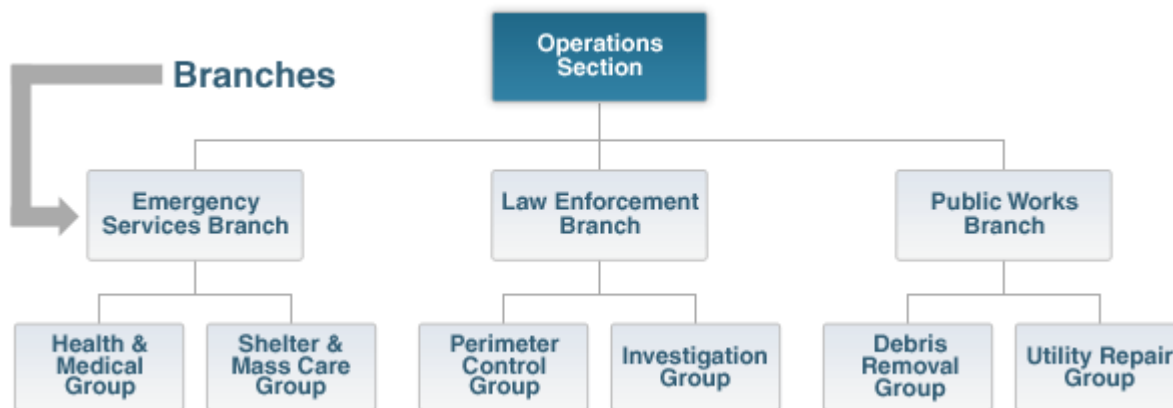 Operations
Section
Branches
Emergency
Services Branch
Law Enforcement
Branch
Public Works
Branch
Health &
Medical
Group
Shelter &
Mass Care
Group
Perimeter
Control
Group
Investigation
Group
Debris
Removal
Group
Utility Repair
Group